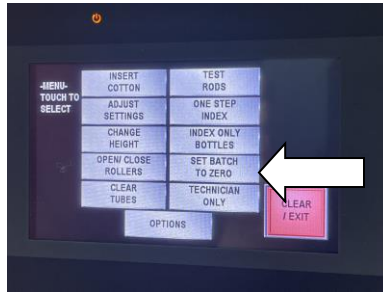 -MENU-
TOUCH TO
SELECT
INSERT
COTTON
TEST
RODS
ADJUST
SETTINGS
ONE STEP
INDEX
CHANGE
HEIGHT
INDEX ONLY
BOTTLES
OPEN/ CLOSE
ROLLERS
SET BATCH
TO ZERO
CLEAR
TUBES
TECHNICIAN
ONLY
OPTIONS
CLEAR
/ EXIT